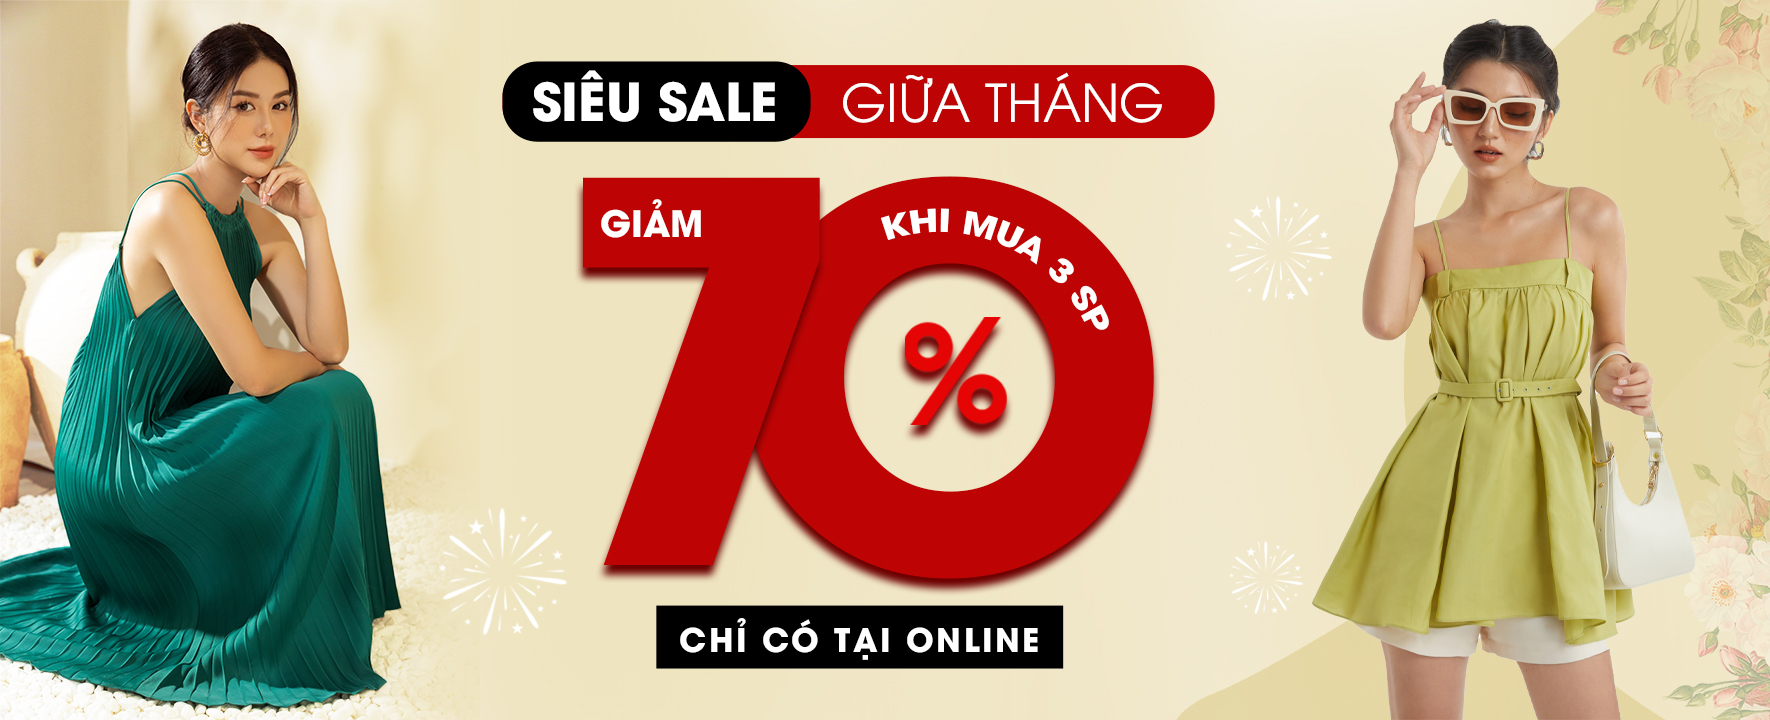 SIÊU SALE GIỮA THÁNG
GIẢM
70%
KHI MUA 3 SP
CHỈ CÓ TẠI ONLINE